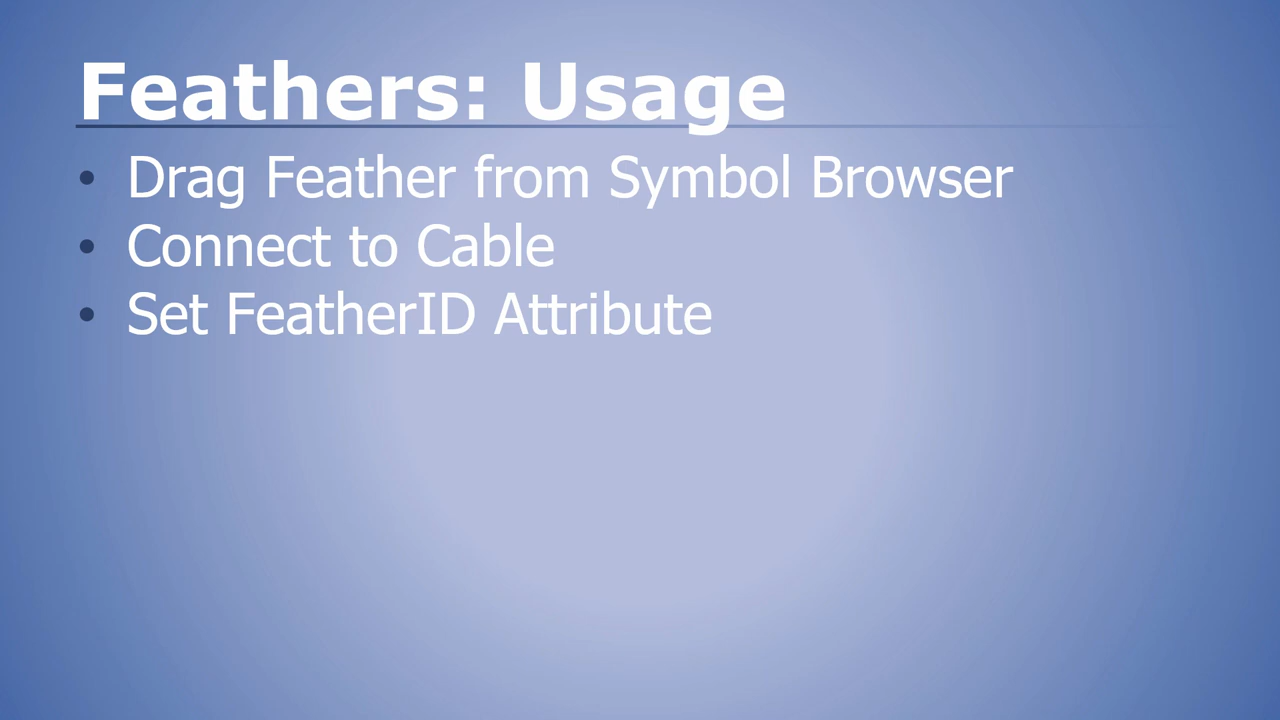 Feathers: Usage
• Drag Feather from Symbol Browser
• Connect to Cable
• Set FeatherID Attribute